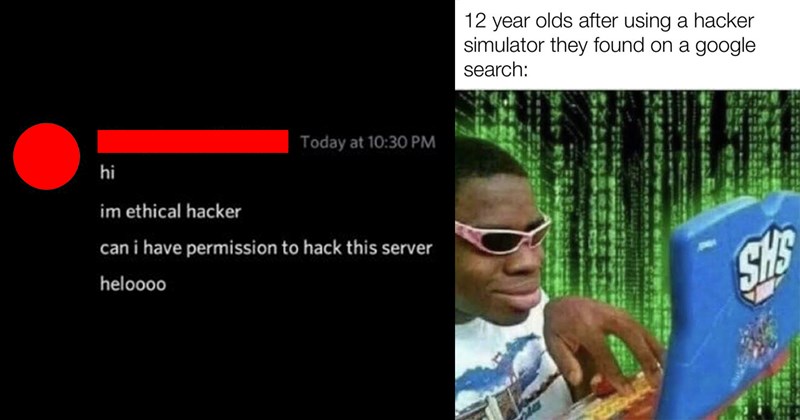 Today at 10:30 PM
hi
im ethical hacker
can i have permission to hack this server
heloooo
12 year olds after using a hacker
simulator they found on a google
search:
SHS